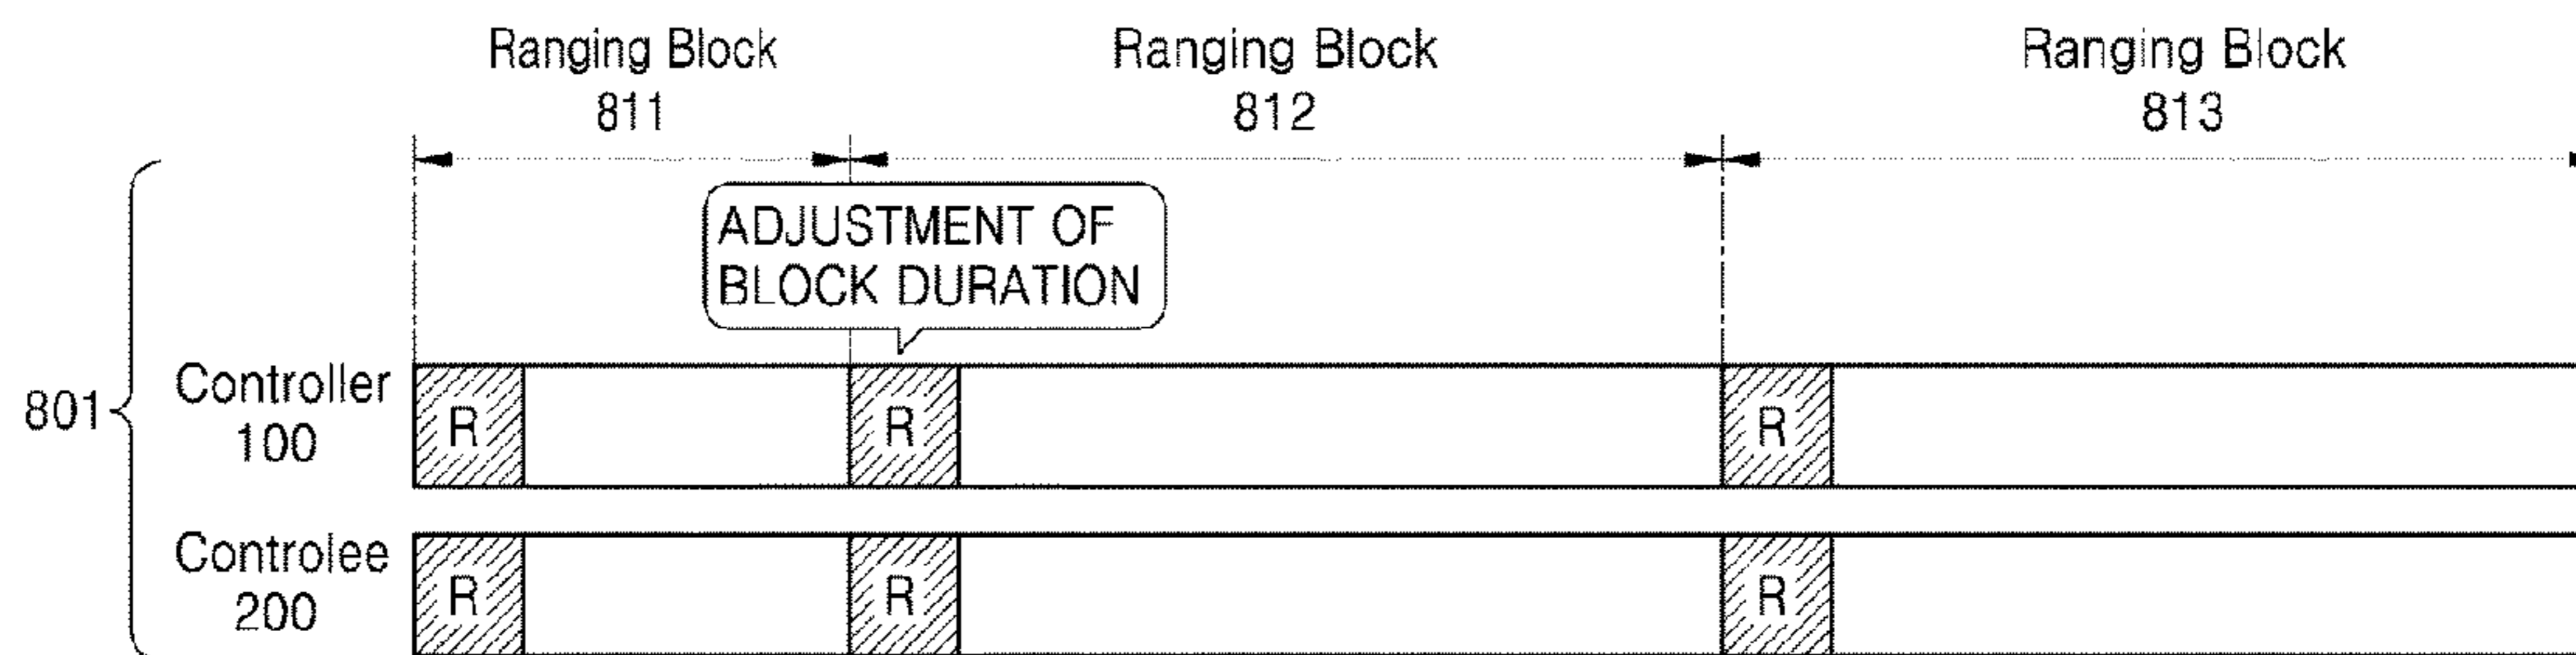 Ranging Block
811
Ranging Block
812
Ranging Block
813
ADJUSTMENT OF
BLOCK DURATION
801
Controller
100
R
R
R
Controlee
200
R
R
R